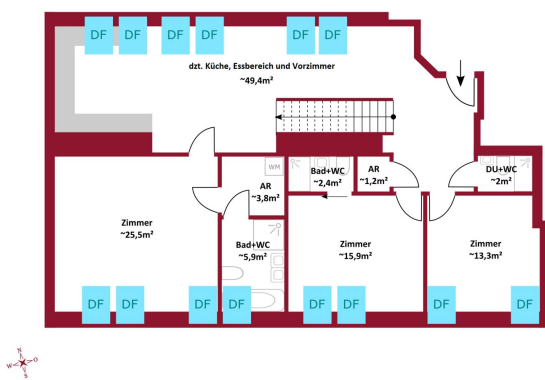 DF DF DF DF DF DF
dzt. Küche, Essbereich und Vorzimmer
~49,4m²
WM
AR
~3,8m²
Bad+WC
~2,4m²
AR
~1,2m²
DU+WC
~2m²
Zimmer
~25,5m²
Bad+WC
~5,9m²
Zimmer
~15,9m²
Zimmer
~13,3m²
DF DF DF DF DF DF DF DF
N
W O
S